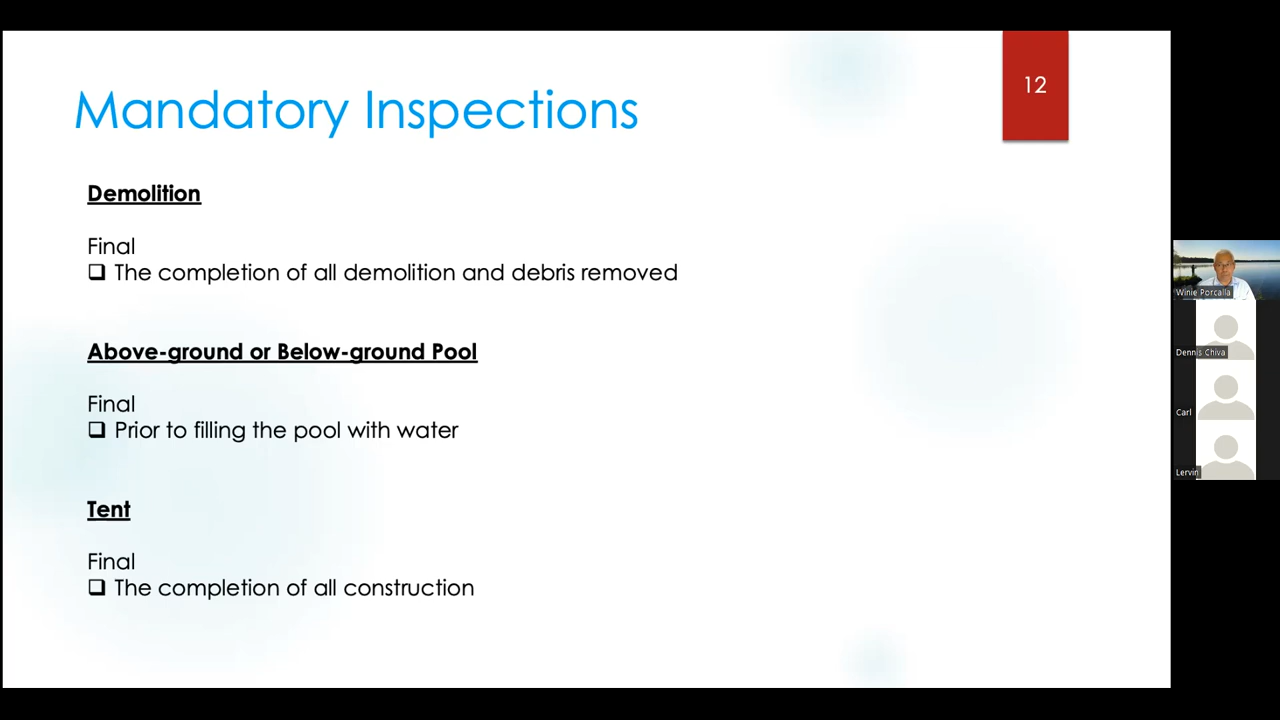 12
Mandatory Inspections
Demolition
Final
❑ The completion of all demolition and debris removed
Above-ground or Below-ground Pool
Final
❑ Prior to filling the pool with water
Tent
Final
❑ The completion of all construction
Winie Porcalla
Dennis Chiva
Carl
Lervin